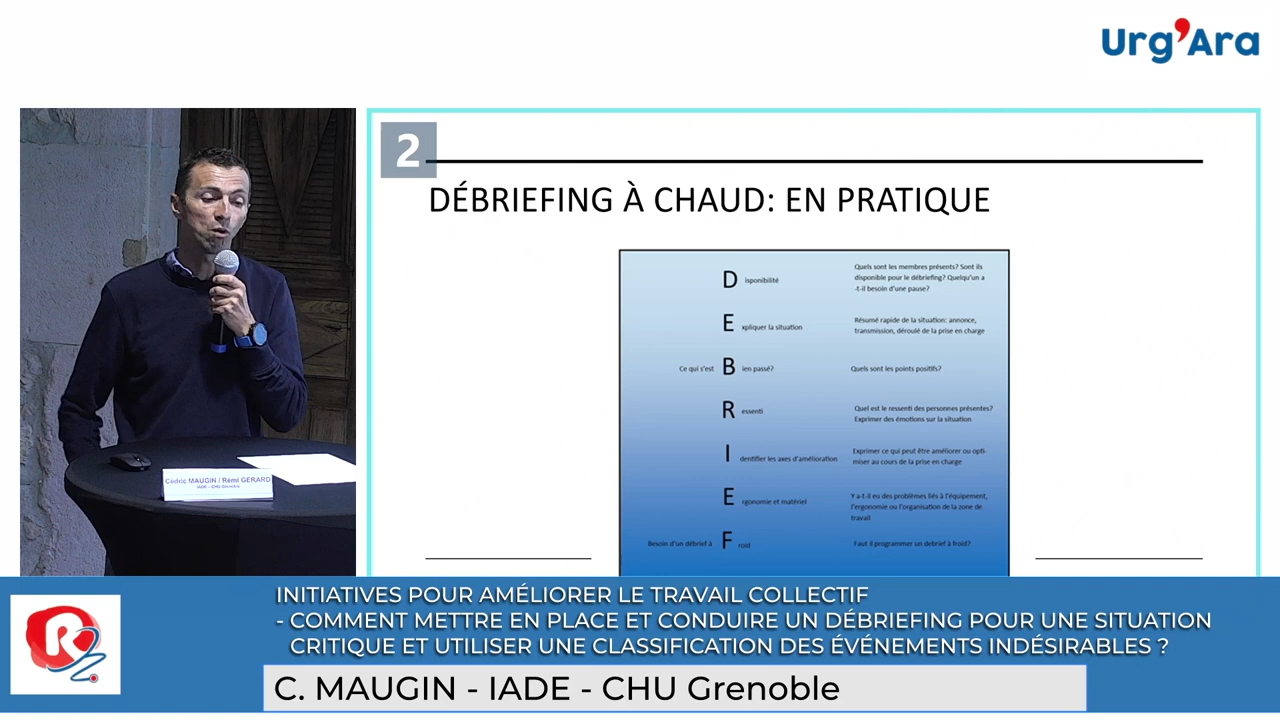 Urg'Ara
2
DÉBRIEFING À CHAUD: EN PRATIQUE
D isponibilité
Quels sont les membres présents? Sont ils
disponible pour le débriefing? Quelqu'un a
-t-il besoin d'une pause?
E xpliquer la situation
Résumé rapide de la situation: annonce,
transmission, déroulé de la prise en charge
Ce qui s'est B ien passé?
Quels sont les points positifs?
R essenti
Quel est le ressenti des personnes présentes?
Exprimer des émotions sur la situation
I dentifier les axes d'amélioration
Exprimer ce qui peut être améliorer ou opti-
miser au cours de la prise en charge
E rgonomie et matériel
Y a-t-il eu des problèmes liés à l'équipement,
l'ergonomie ou l'organisation de la zone de
travail
Besoin d'un débrief à F roid
Faut il programmer un debrief à froid?
Cédric MAUGIN / Rémi GERARD
IADE - CHU Grenoble
R
INITIATIVES POUR AMÉLIORER LE TRAVAIL COLLECTIF
- COMMENT METTRE EN PLACE ET CONDUIRE UN DÉBRIEFING POUR UNE SITUATION
CRITIQUE ET UTILISER UNE CLASSIFICATION DES ÉVÉNEMENTS INDÉSIRABLES ?
C. MAUGIN - IADE - CHU Grenoble